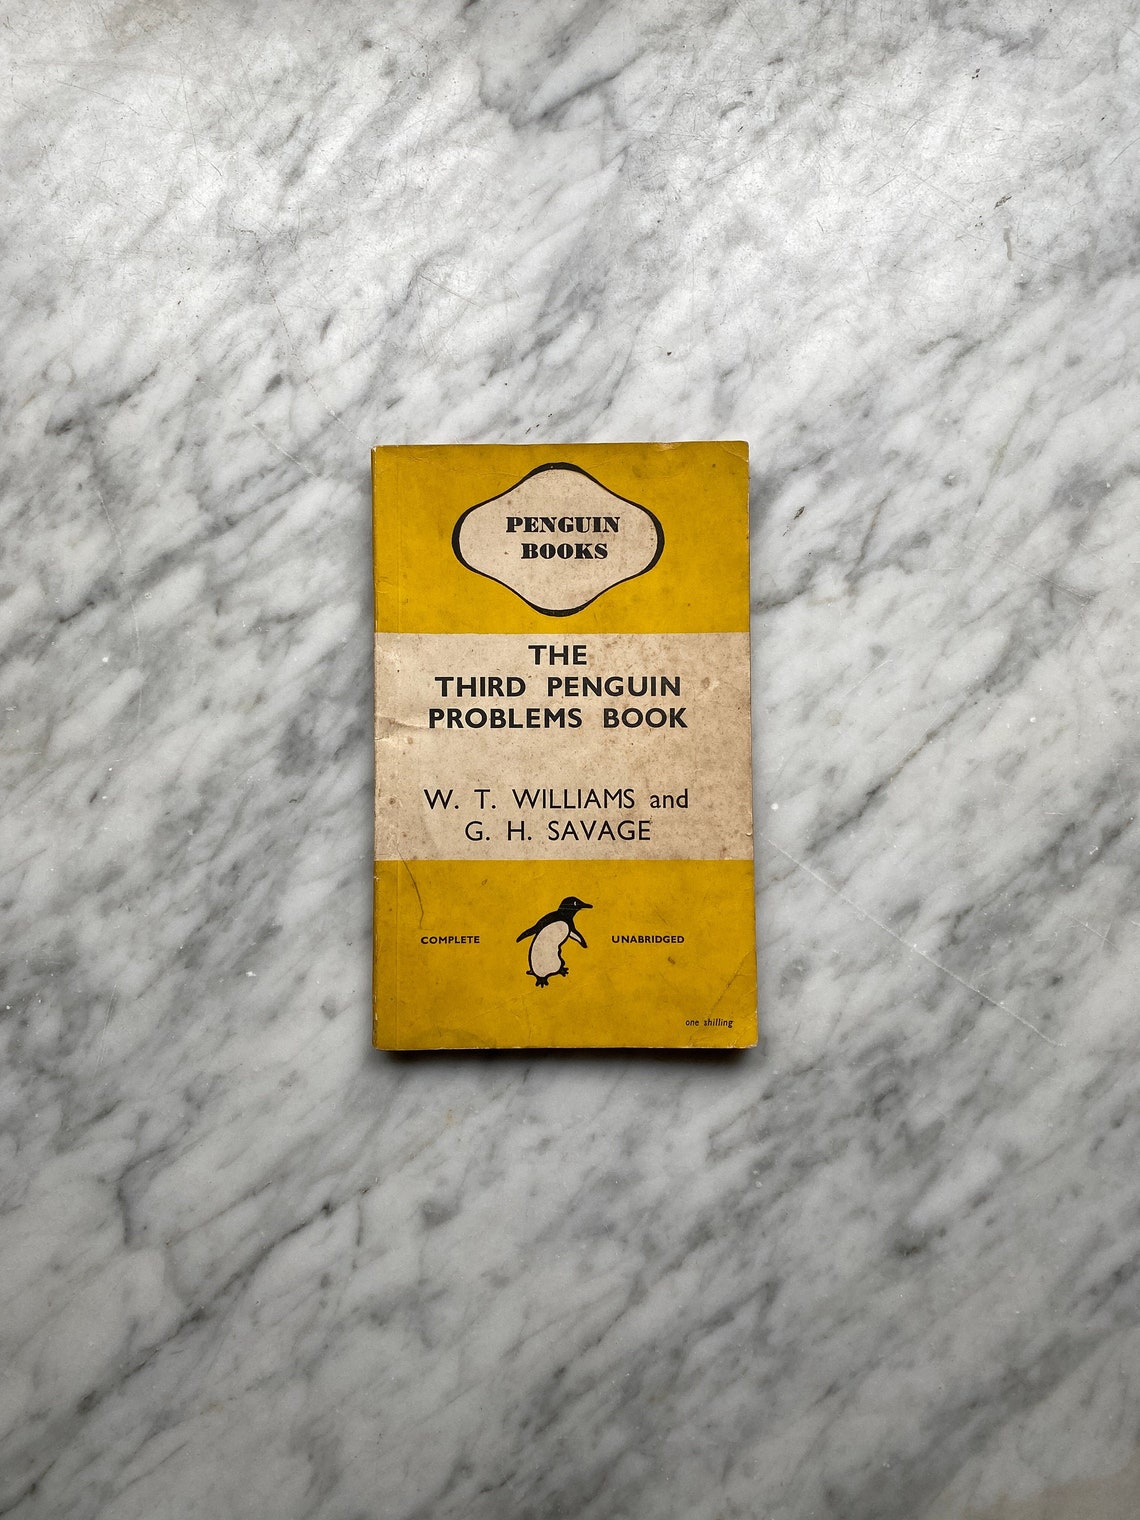 PENGUIN
BOOKS
THE
THIRD PENGUIN
PROBLEMS BOOK
W. T. WILLIAMS and
G. H. SAVAGE
COMPLETE UNABRIDGED
one shilling